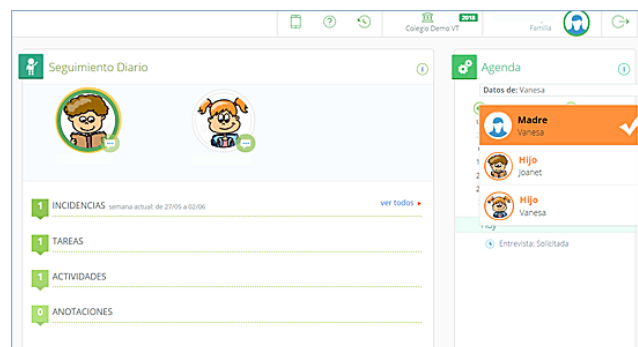 2018
Colegio Demo VT
Familia
Seguimiento Diario
1 INCIDENCIAS semana actual: de 27/05 a 02/06 ver todos
1 TAREAS
1 ACTIVIDADES
0 ANOTACIONES
Agenda
Datos de: Vanesa
Madre
Vanesa
Hijo
Joanet
Hijo
Vanesa
Hoy
Entrevista: Solicitada